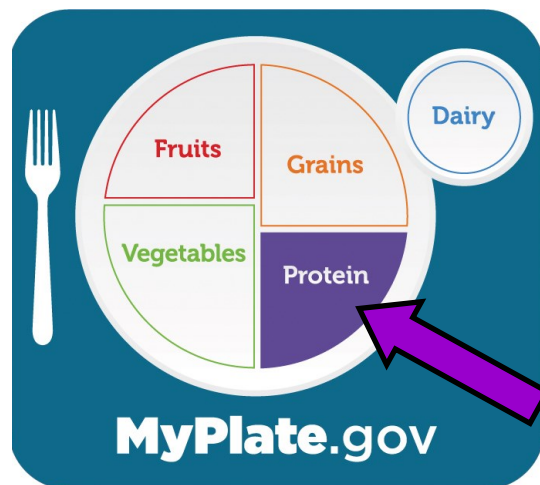 Dairy
Fruits
Grains
Vegetables
Protein
MyPlate.gov